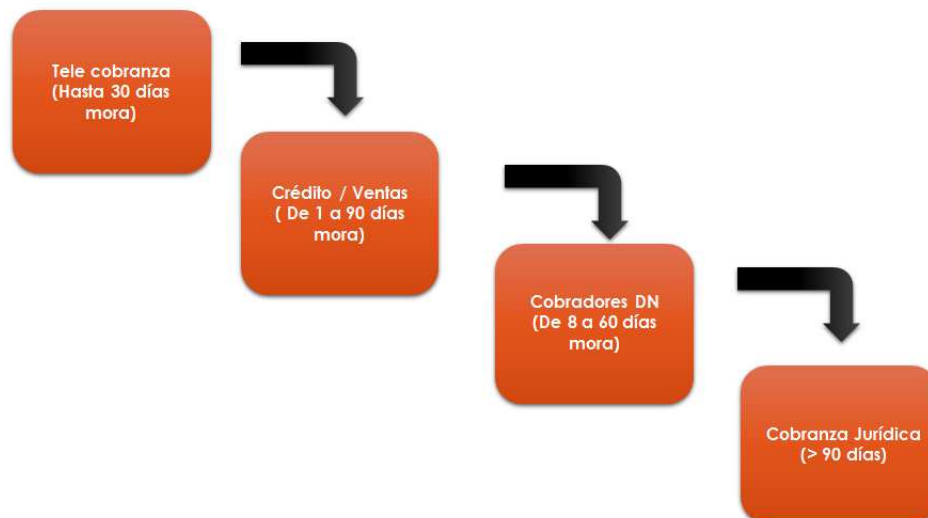 Tele cobranza
(Hasta 30 días
mora)
Crédito / Ventas
( De 1 a 90 días
mora)
Cobradores DN
(De 8 a 60 días
mora)
Cobranza Jurídica
(> 90 días)